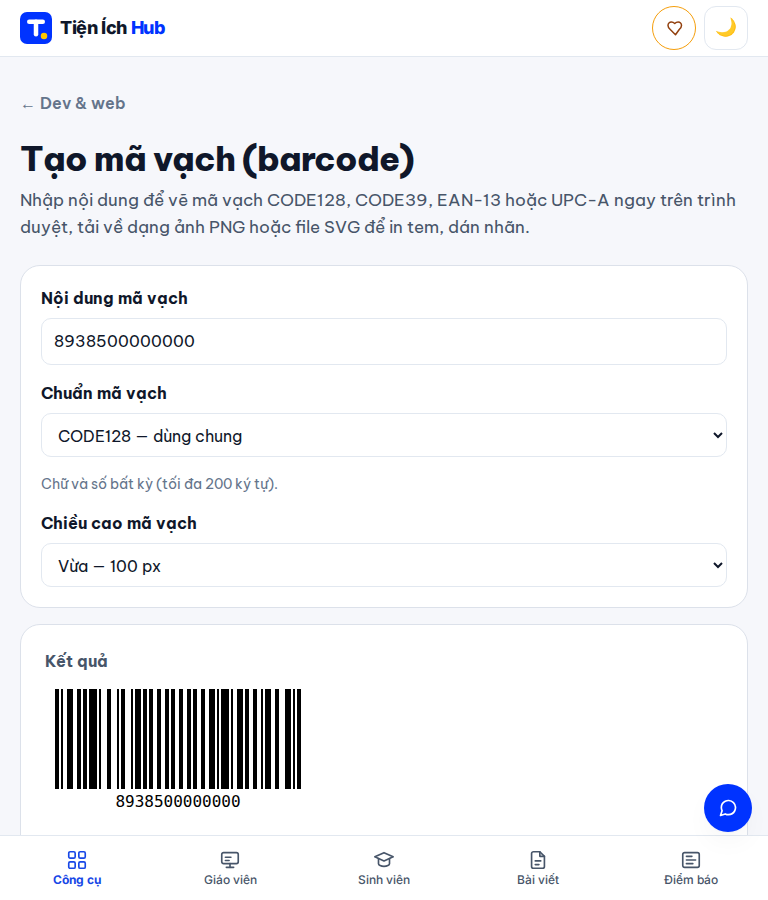 Tiện Ích Hub
← Dev & web
Tạo mã vạch (barcode)
Nhập nội dung để vẽ mã vạch CODE128, CODE39, EAN-13 hoặc UPC-A ngay trên trình
duyệt, tải về dạng ảnh PNG hoặc file SVG để in tem, dán nhãn.
Nội dung mã vạch
8938500000000
Chuẩn mã vạch
CODE128 — dùng chung
Chữ và số bất kỳ (tối đa 200 ký tự).
Chiều cao mã vạch
Vừa — 100 px
Kết quả
8938500000000
Công cụ
Giáo viên
Sinh viên
Bài viết
Điểm báo